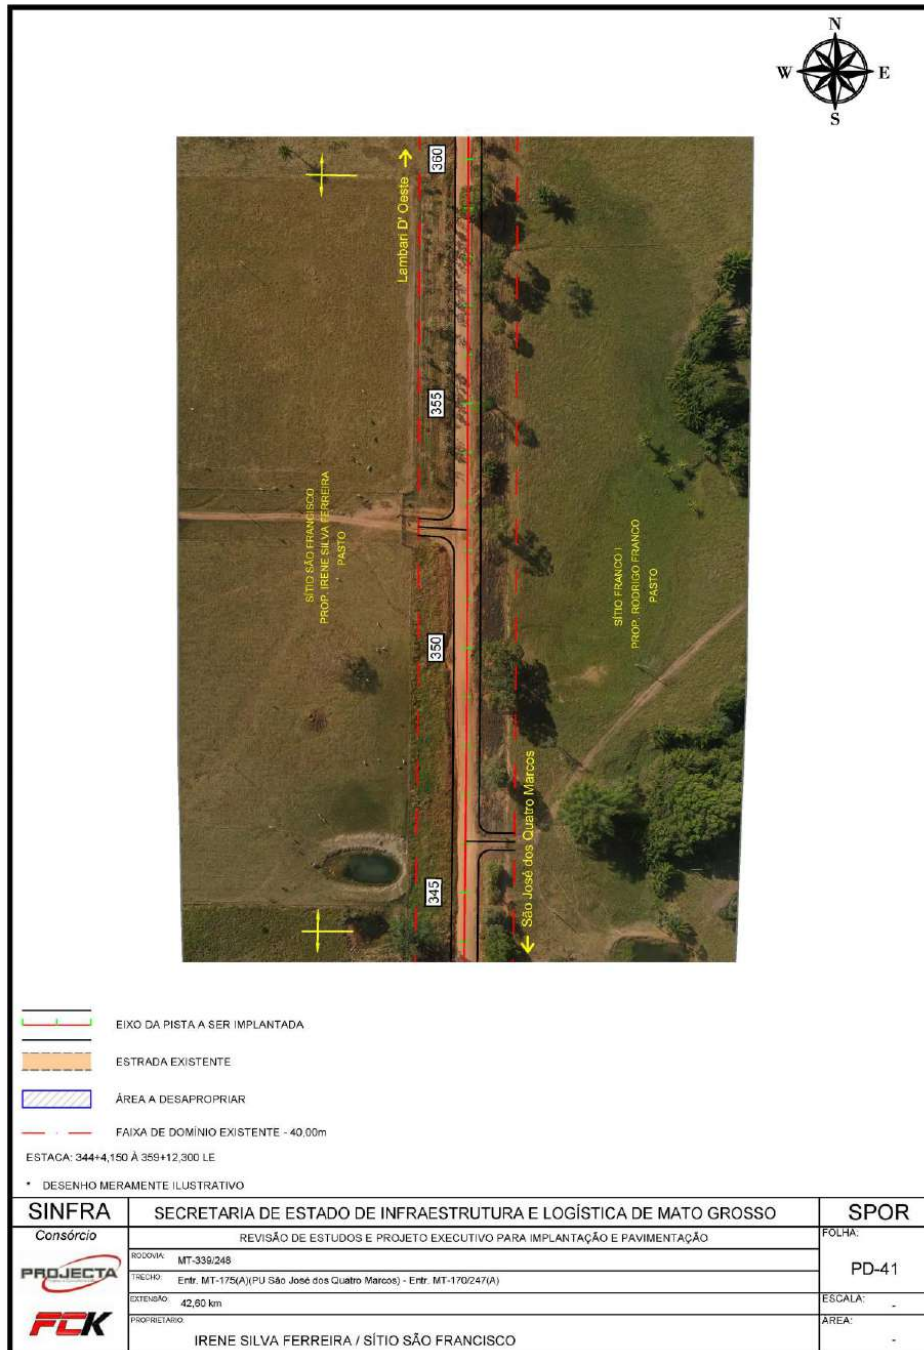 N
W E
S
360
Lambari D' Oeste
355
SÍTIO SÃO FRANCISCO
PROP. IRENE SILVA FERREIRA
PASTO
SÍTIO FRANCO I
PROP. RODRIGO FRANCO
PASTO
350
São José dos Quatro Marcos
345
EIXO DA PISTA A SER IMPLANTADA
ESTRADA EXISTENTE
ÁREA A DESAPROPRIAR
FAIXA DE DOMÍNIO EXISTENTE - 40,00m
ESTACA: 344+4,150 À 359+12,300 LE
* DESENHO MERAMENTE ILUSTRATIVO
SINFRA
SECRETARIA DE ESTADO DE INFRAESTRUTURA E LOGÍSTICA DE MATO GROSSO
SPOR
Consórcio
PROJECTA
FCK
REVISÃO DE ESTUDOS E PROJETO EXECUTIVO PARA IMPLANTAÇÃO E PAVIMENTAÇÃO
RODOVIA: MT-339/248
TRECHO: Entr. MT-175(A)(PU São José dos Quatro Marcos) - Entr. MT-170/247(A)
EXTENSÃO: 42,60 km
PROPRIETÁRIO:
IRENE SILVA FERREIRA / SÍTIO SÃO FRANCISCO
FOLHA:
PD-41
ESCALA: -
ÁREA: -